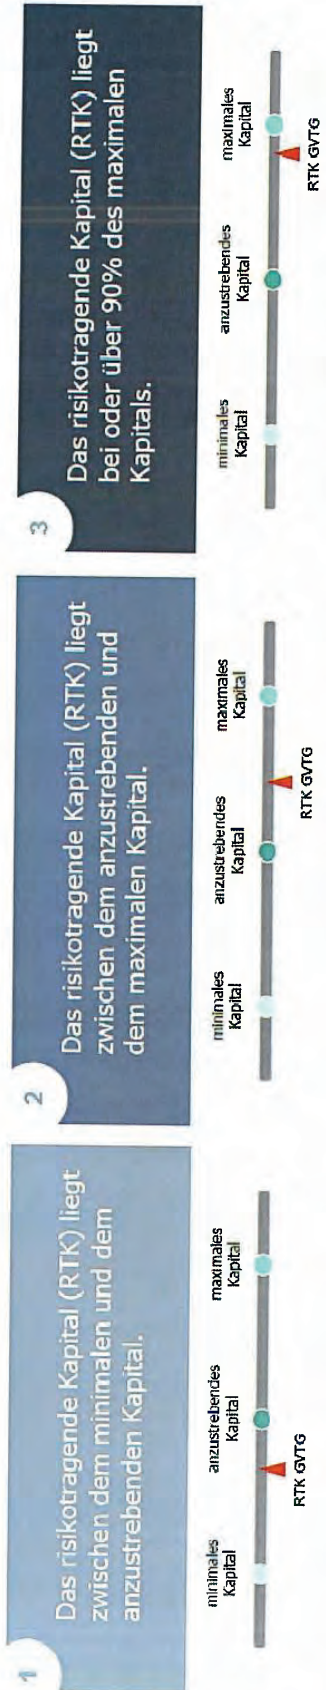 1
Das risikotragende Kapital (RTK) liegt
zwischen dem minimalen und dem
anzustrebenden Kapital.
minimales
Kapital
anzustrebendes
Kapital
maximales
Kapital
RTK GVTG
2
Das risikotragende Kapital (RTK) liegt
zwischen dem anzustrebenden und
dem maximalen Kapital.
minimales
Kapital
anzustrebendes
Kapital
maximales
Kapital
RTK GVTG
3
Das risikotragende Kapital (RTK) liegt
bei oder über 90% des maximalen
Kapitals.
minimales
Kapital
anzustrebendes
Kapital
maximales
Kapital
RTK GVTG